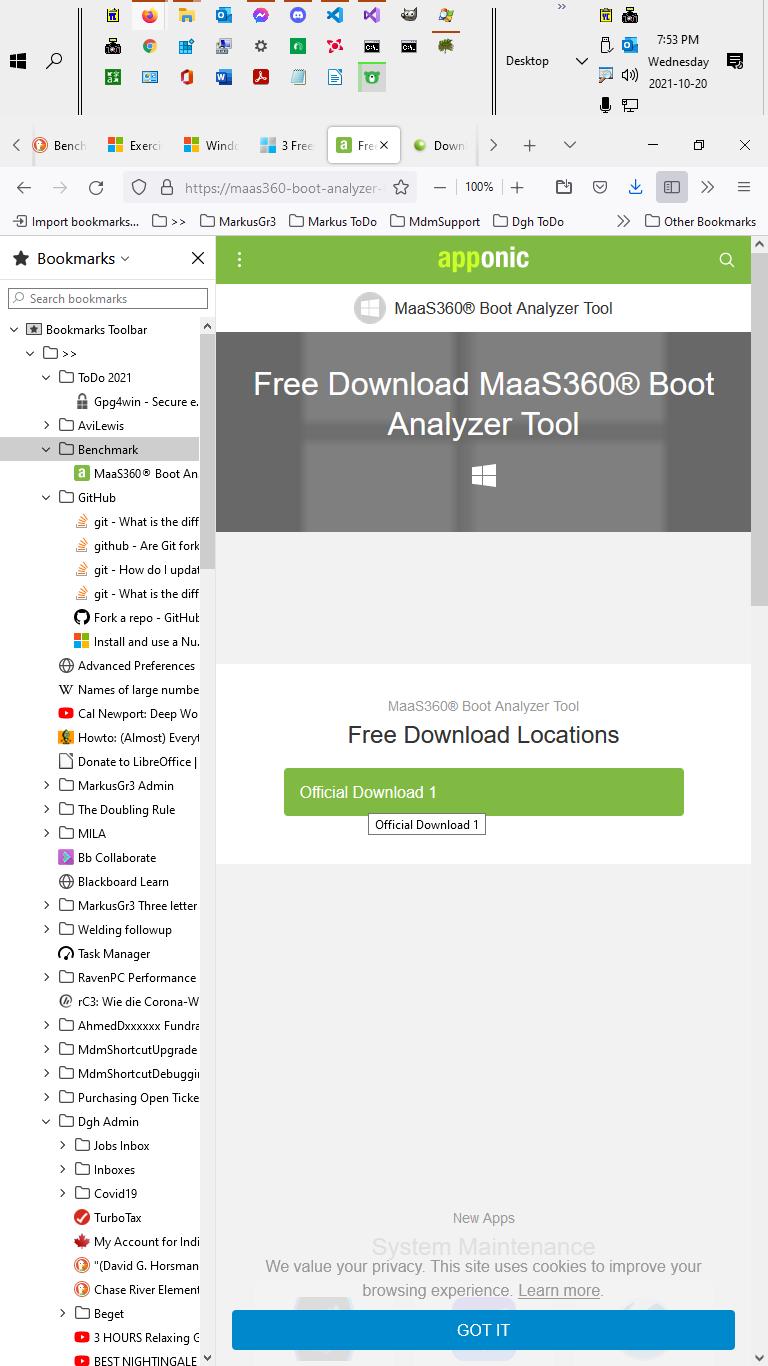 7:53 PM
Desktop
Wednesday
2021-10-20
Bench
Exerci
Windo
3 Free
Fre
Down
https://maas360-boot-analyzer-
100%
Import bookmarks...
>>
MarkusGr3
Markus ToDo
MdmSupport
Dgh ToDo
Other Bookmarks
Bookmarks
Search bookmarks
Bookmarks Toolbar
>>
ToDo 2021
Gpg4win - Secure e.
AviLewis
Benchmark
MaaS360® Boot An
GitHub
git - What is the diff
github - Are Git fork
git - How do I updat
git - What is the diff
Fork a repo - GitHub
Install and use a Nu.
Advanced Preferences
Names of large numbe
Cal Newport: Deep Wo
Howto: (Almost) Everyt
Donate to LibreOffice |
MarkusGr3 Admin
The Doubling Rule
MILA
Bb Collaborate
Blackboard Learn
MarkusGr3 Three letter
Welding followup
Task Manager
RavenPC Performance
rC3: Wie die Corona-W
AhmedDxxxxxx Fundra
MdmShortcutUpgrade
MdmShortcutDebuggi
Purchasing Open Ticke
Dgh Admin
Jobs Inbox
Inboxes
Covid19
TurboTax
My Account for Indi
"(David G. Horsman
Chase River Element
Beget
3 HOURS Relaxing G
BEST NIGHTINGALE
apponic
MaaS360® Boot Analyzer Tool
Free Download MaaS360® Boot
Analyzer Tool
MaaS360® Boot Analyzer Tool
Free Download Locations
Official Download 1
Official Download 1
New Apps
System Maintenance
We value your privacy. This site uses cookies to improve your
browsing experience. Learn more.
GOT IT